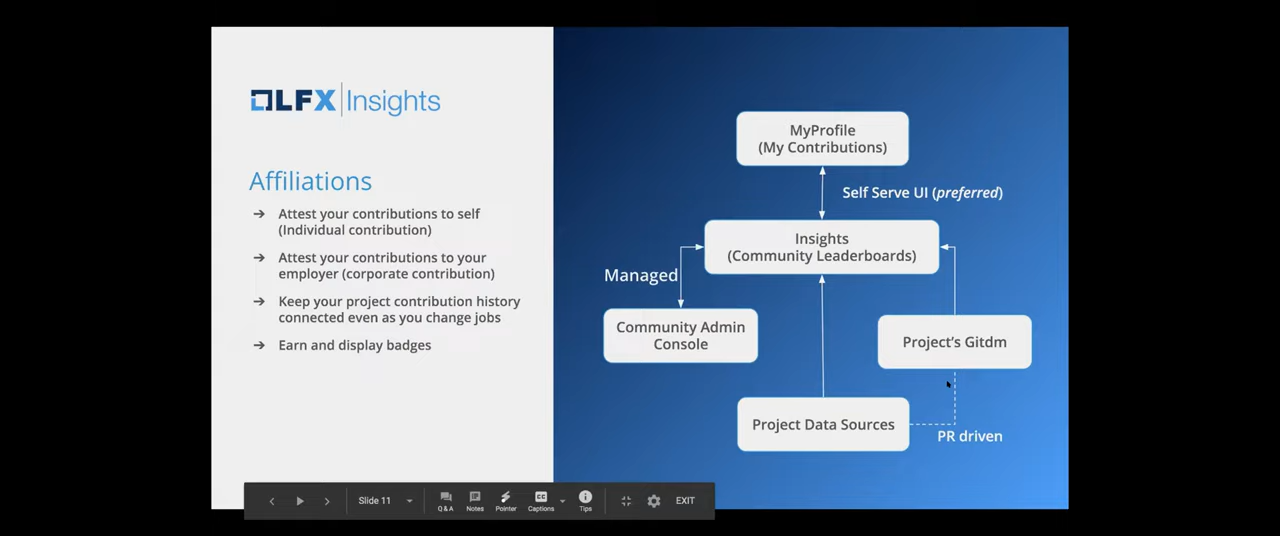 LFX Insights
Affiliations
Attest your contributions to self
(Individual contribution)
Attest your contributions to your
employer (corporate contribution)
Keep your project contribution history
connected even as you change jobs
Earn and display badges
MyProfile
(My Contributions)
Self Serve UI (preferred)
Insights
(Community Leaderboards)
Managed
Community Admin
Console
Project's Gitdm
Project Data Sources
PR driven
Slide 11
Q & A
Notes
Pointer
CC
Captions
Tips
EXIT